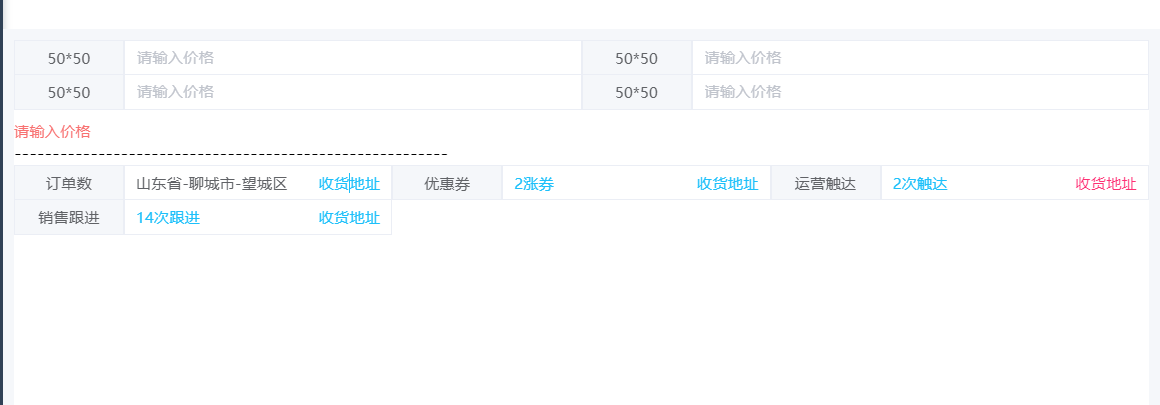 50*50 请输入价格 50*50 请输入价格
50*50 请输入价格 50*50 请输入价格
请输入价格
---------------------------------------------------------
订单数 山东省-聊城市-望城区 收货地址 优惠券 2涨券 收货地址 运营触达 2次触达 收货地址
销售跟进 14次跟进 收货地址